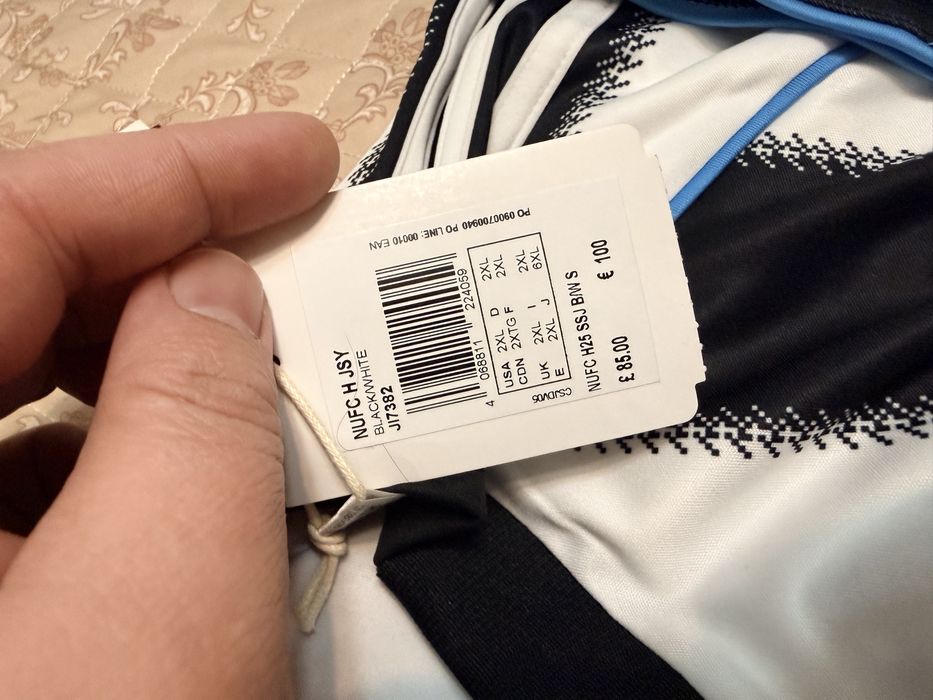 NUFC H JSY
BLACK/WHITE
JI7382
4 068811 224059
PO 0900700940 PO LINE: 00010 EAN
USA 2XL D 2XL
CDN 2XTG F 2XL
UK 2XL I 2XL
E 2XL J 6XL
CSJDV05
NUFC H25 SSJ B/W S
£ 85.00 € 100